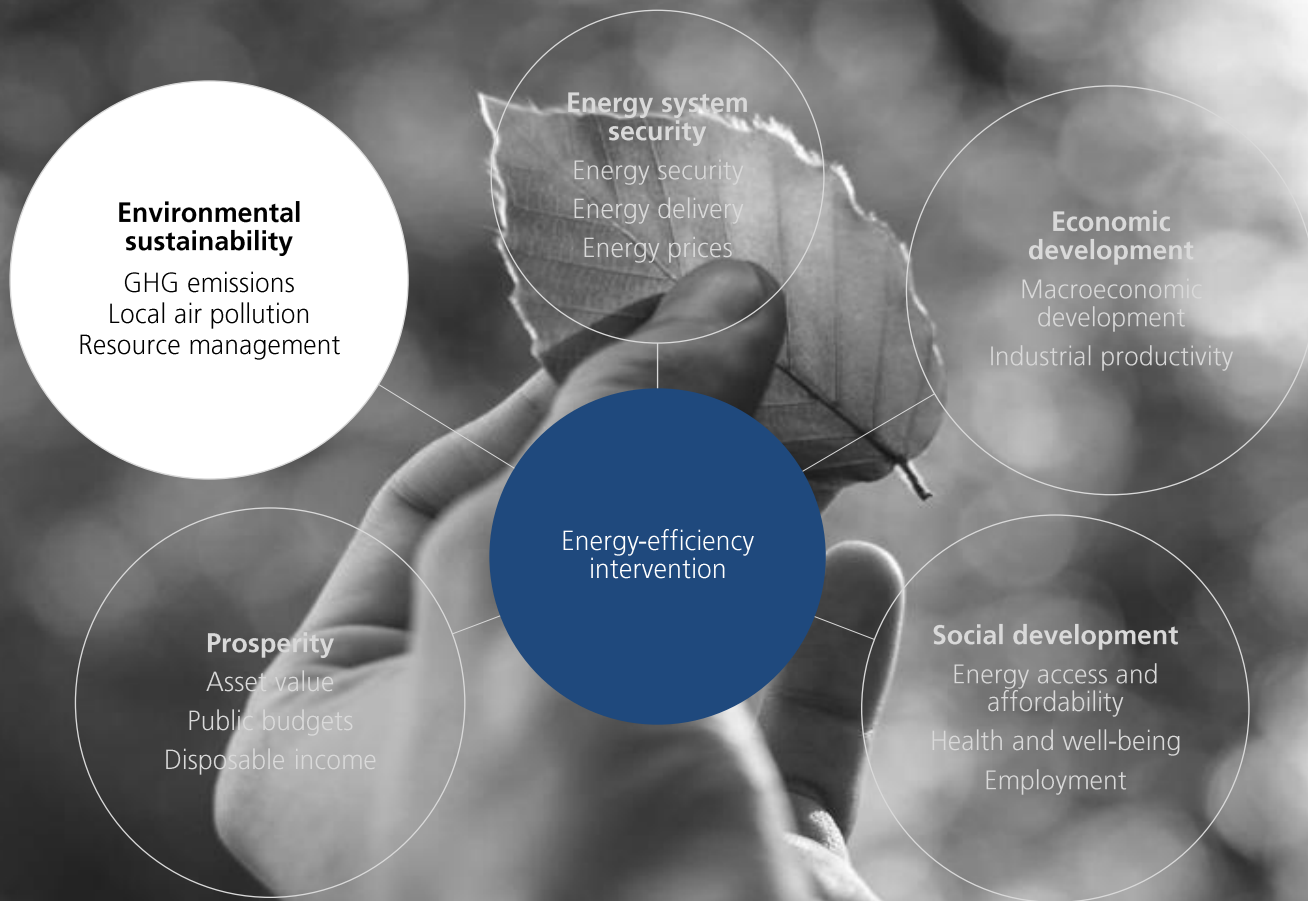 Energy system
security
Energy security
Energy delivery
Energy prices
Environmental
sustainability
GHG emissions
Local air pollution
Resource management
Economic
development
Macroeconomic
development
Industrial productivity
Energy-efficiency
intervention
Prosperity
Asset value
Public budgets
Disposable income
Social development
Energy access and
affordability
Health and well-being
Employment